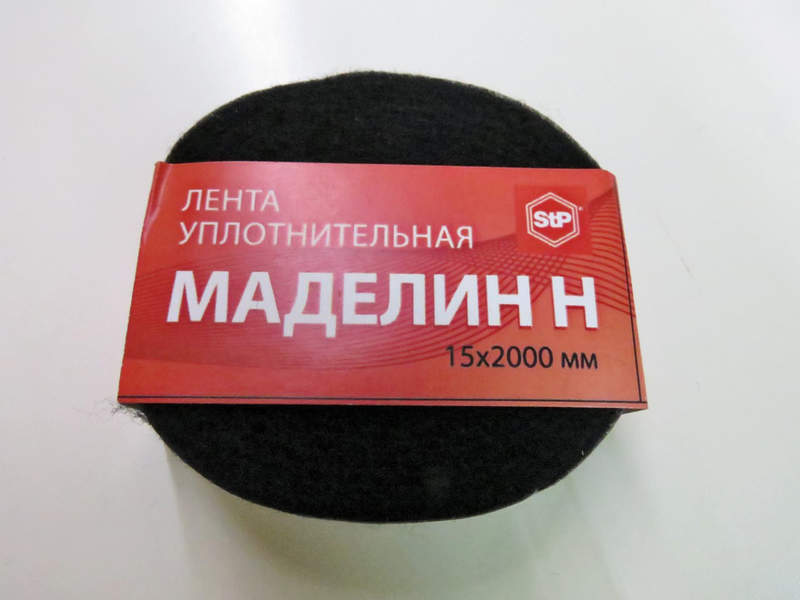 ЛЕНТА
УПЛОТНИТЕЛЬНАЯ
StP®
МАДЕЛИН Н
15x2000 мм